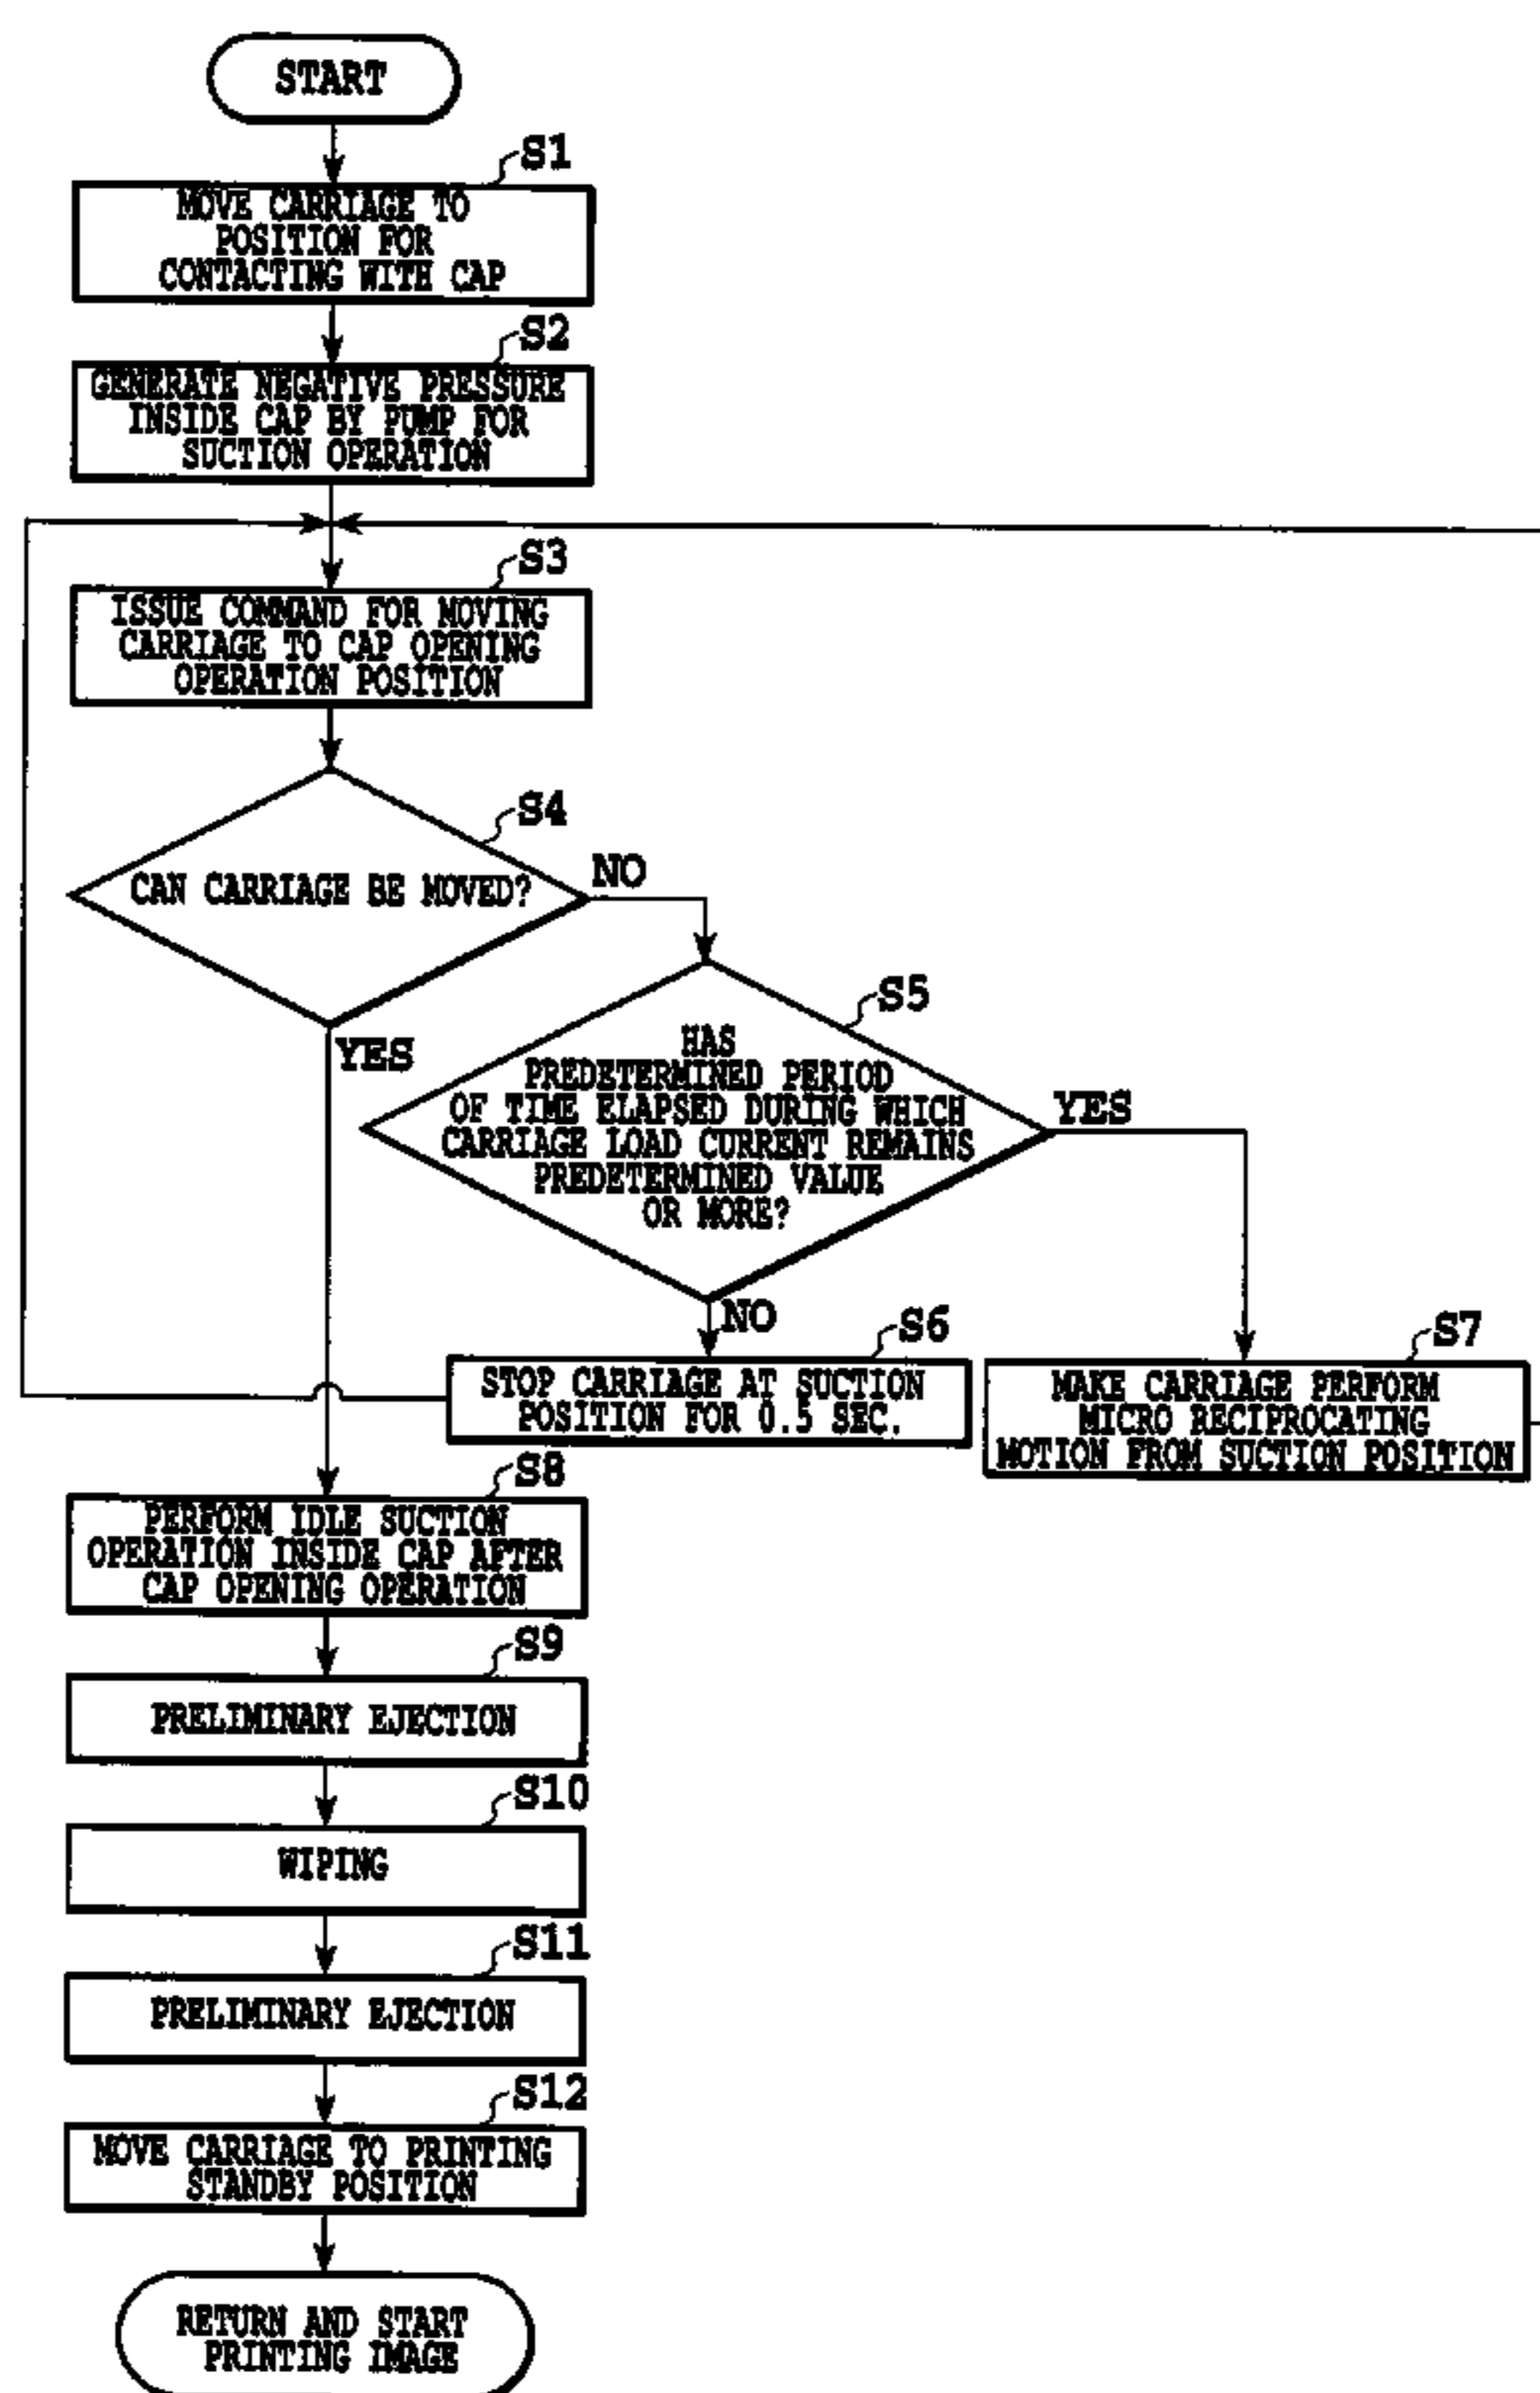 START
S1
MOVE CARRIAGE TO
POSITION FOR
CONTACTING WITH CAP
S2
GENERATE NEGATIVE PRESSURE
INSIDE CAP BY PUMP FOR
SUCTION OPERATION
S3
ISSUE COMMAND FOR MOVING
CARRIAGE TO CAP OPENING
OPERATION POSITION
S4
CAN CARRIAGE BE MOVED?
NO
YES
S5
HAS
PREDETERMINED PERIOD
OF TIME ELAPSED DURING WHICH
CARRIAGE LOAD CURRENT REMAINS
PREDETERMINED VALUE
OR MORE?
YES
NO
S6
STOP CARRIAGE AT SUCTION
POSITION FOR 0.5 SEC.
S7
MAKE CARRIAGE PERFORM
MICRO RECIPROCATING
MOTION FROM SUCTION POSITION
S8
PERFORM IDLE SUCTION
OPERATION INSIDE CAP AFTER
CAP OPENING OPERATION
S9
PRELIMINARY EJECTION
S10
WIPING
S11
PRELIMINARY EJECTION
S12
MOVE CARRIAGE TO PRINTING
STANDBY POSITION
RETURN AND START
PRINTING IMAGE